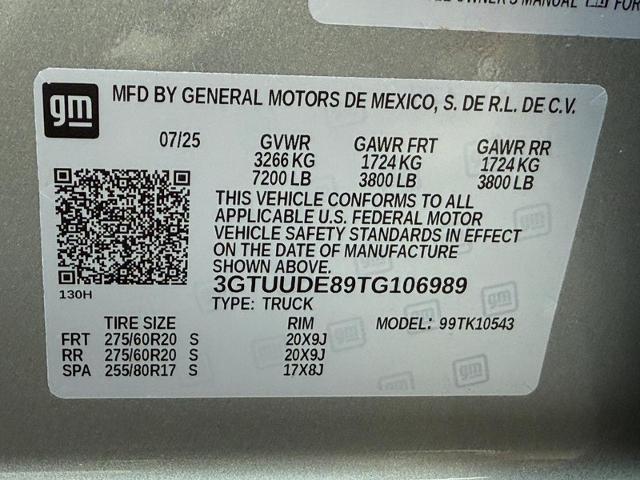 OWNER'S MANUAL FOR
gm
MFD BY GENERAL MOTORS DE MEXICO, S. DE R.L. DE C.V.
07/25 GVWR GAWR FRT GAWR RR
3266 KG 1724 KG 1724 KG
7200 LB 3800 LB 3800 LB
THIS VEHICLE CONFORMS TO ALL
APPLICABLE U.S. FEDERAL MOTOR
VEHICLE SAFETY STANDARDS IN EFFECT
ON THE DATE OF MANUFACTURE
SHOWN ABOVE.
3GTUUDE89TG106989
130H
TYPE: TRUCK
TIRE SIZE RIM MODEL: 99TK10543
FRT 275/60R20 S 20X9J
RR 275/60R20 S 20X9J
SPA 255/80R17 S 17X8J